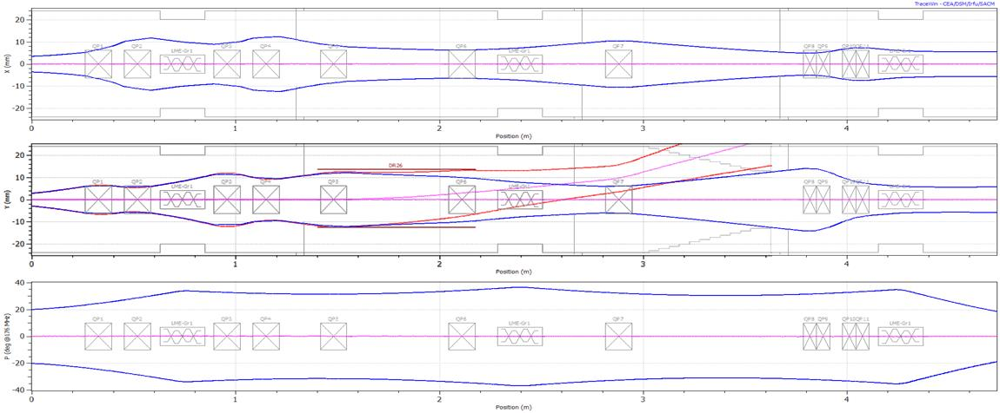 TraceWin - CEA/DSM/Irfu/SACM
X (mm)
20
10
0
-10
-20
QP1 QP2 LME-Gr1 QP3 QP4 QP6 LME-Gr1 QP7 QP8 QP9 LME-Gr1
0 1 2 3 4
Position (m)
Y (mm)
20
10
0
-10
-20
DR26
QP1 QP2 LME-Gr1 QP3 QP5 QP6 LME-Gr1 QP7 QP8 QP9 LME-Gr1
0 1 2 3 4
Position (m)
P (deg @176 MHz)
40
20
0
-20
-40
QP1 QP2 LME-Gr1 QP3 QP4 QP5 QP6 LME-Gr1 QP7 QP8 QP9 LME-Gr1
0 1 2 3 4
Position (m)